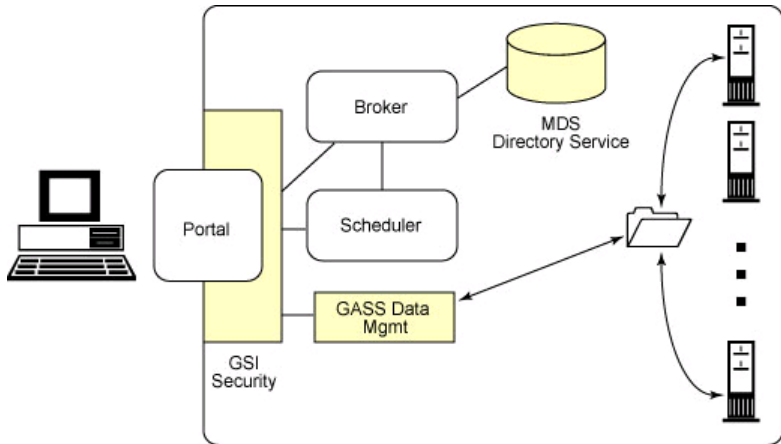 Broker
MDS
Directory Service
Portal
Scheduler
GASS Data
Mgmt
GSI
Security